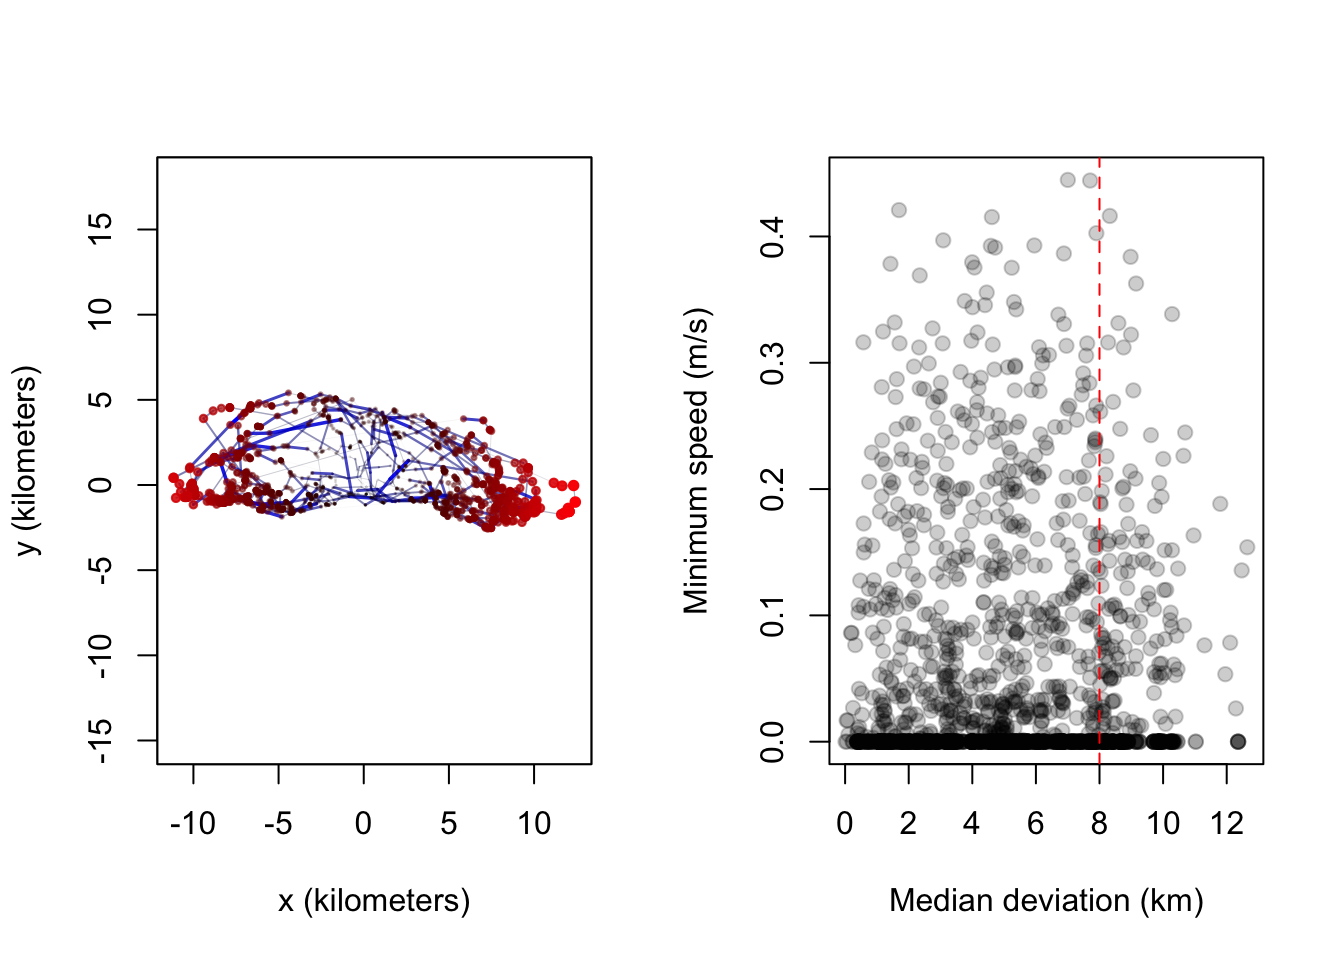 15
10
5
0
-5
-10
-15
y (kilometers)
-10 -5 0 5 10
x (kilometers)
0.4
0.3
0.2
0.1
0.0
Minimum speed (m/s)
0 2 4 6 8 10 12
Median deviation (km)